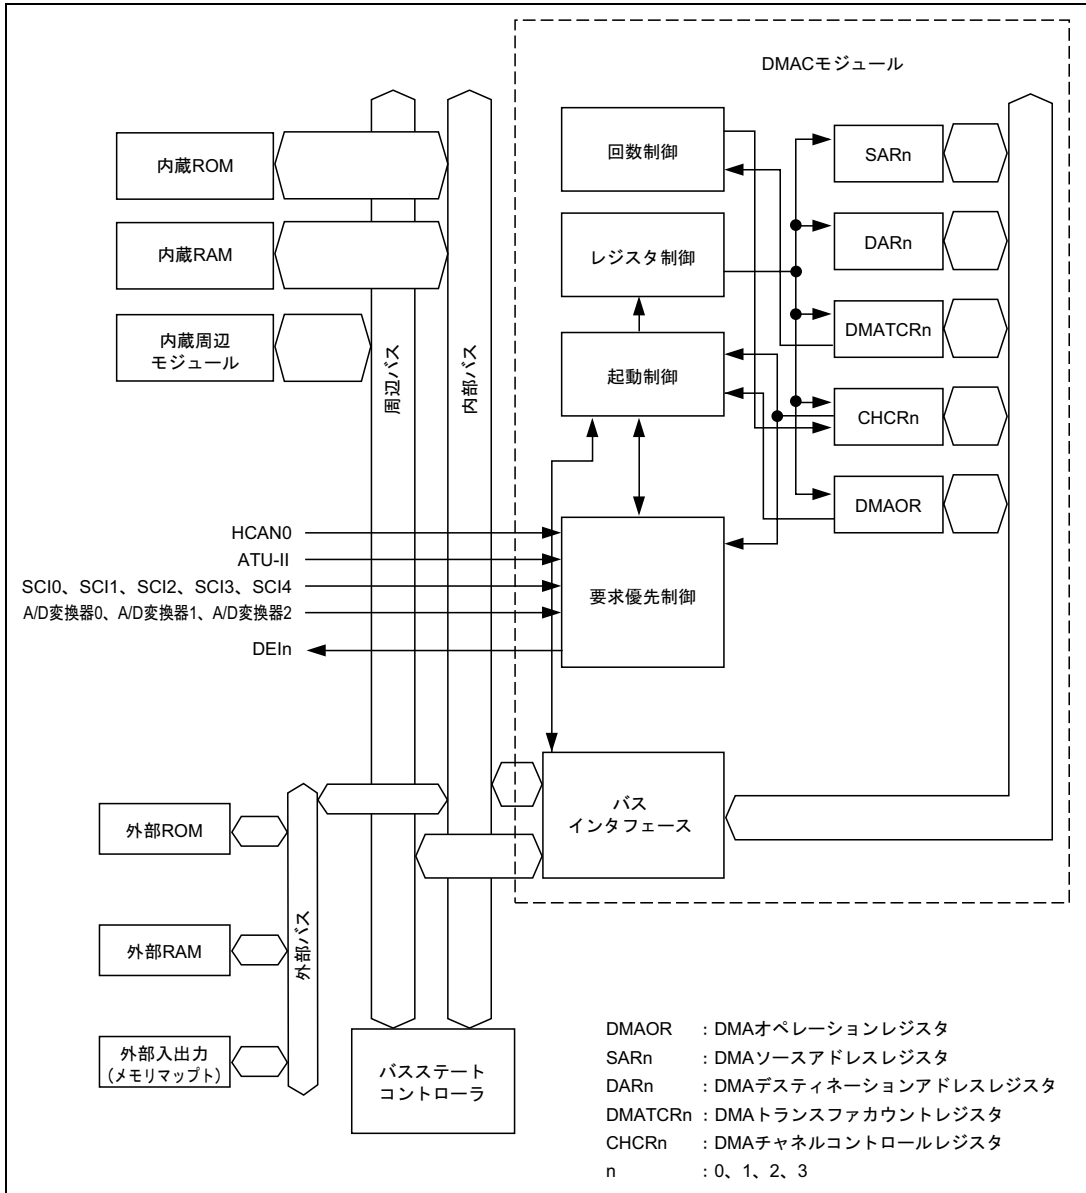 DMACモジュール
内蔵ROM
内蔵RAM
内蔵周辺
モジュール
周辺バス
内部バス
回数制御
レジスタ制御
起動制御
要求優先制御
バス
インタフェース
SARn
DARn
DMATCRn
CHCRn
DMAOR
HCAN0
ATU-II
SCI0、SCI1、SCI2、SCI3、SCI4
A/D変換器0、A/D変換器1、A/D変換器2
DEIn
外部ROM
外部RAM
外部入出力
(メモリマップト)
外部バス
バスステート
コントローラ
DMAOR : DMAオペレーションレジスタ
SARn : DMAソースアドレスレジスタ
DARn : DMAデスティネーションアドレスレジスタ
DMATCRn : DMAトランスファカウントレジスタ
CHCRn : DMAチャネルコントロールレジスタ
n : 0、1、2、3